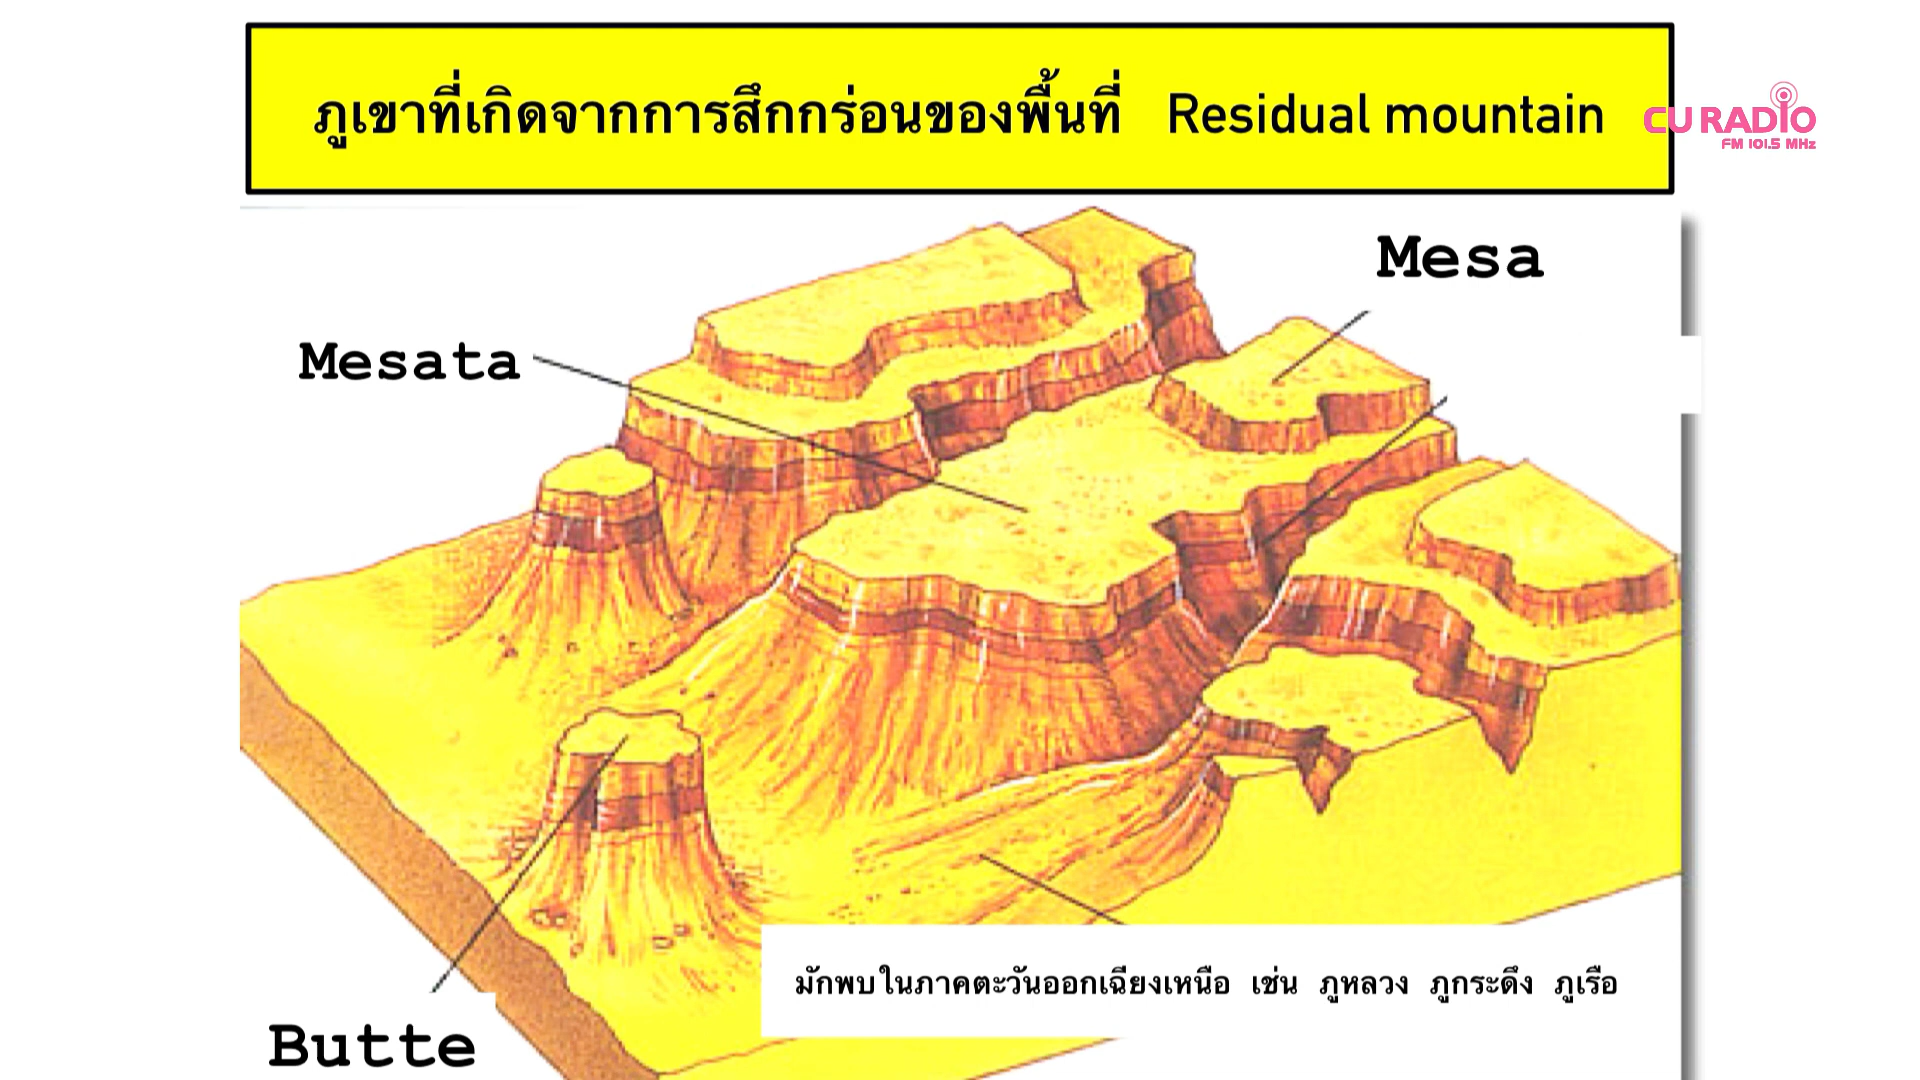 ภูเขาที่เกิดจากการสึกกร่อนของพื้นที่ Residual mountain
CU RADIO
FM 101.5 MHz
Mesa
Mesata
มักพบในภาคตะวันออกเฉียงเหนือ เช่น ภูหลวง ภูกระดึง ภูเรือ
Butte